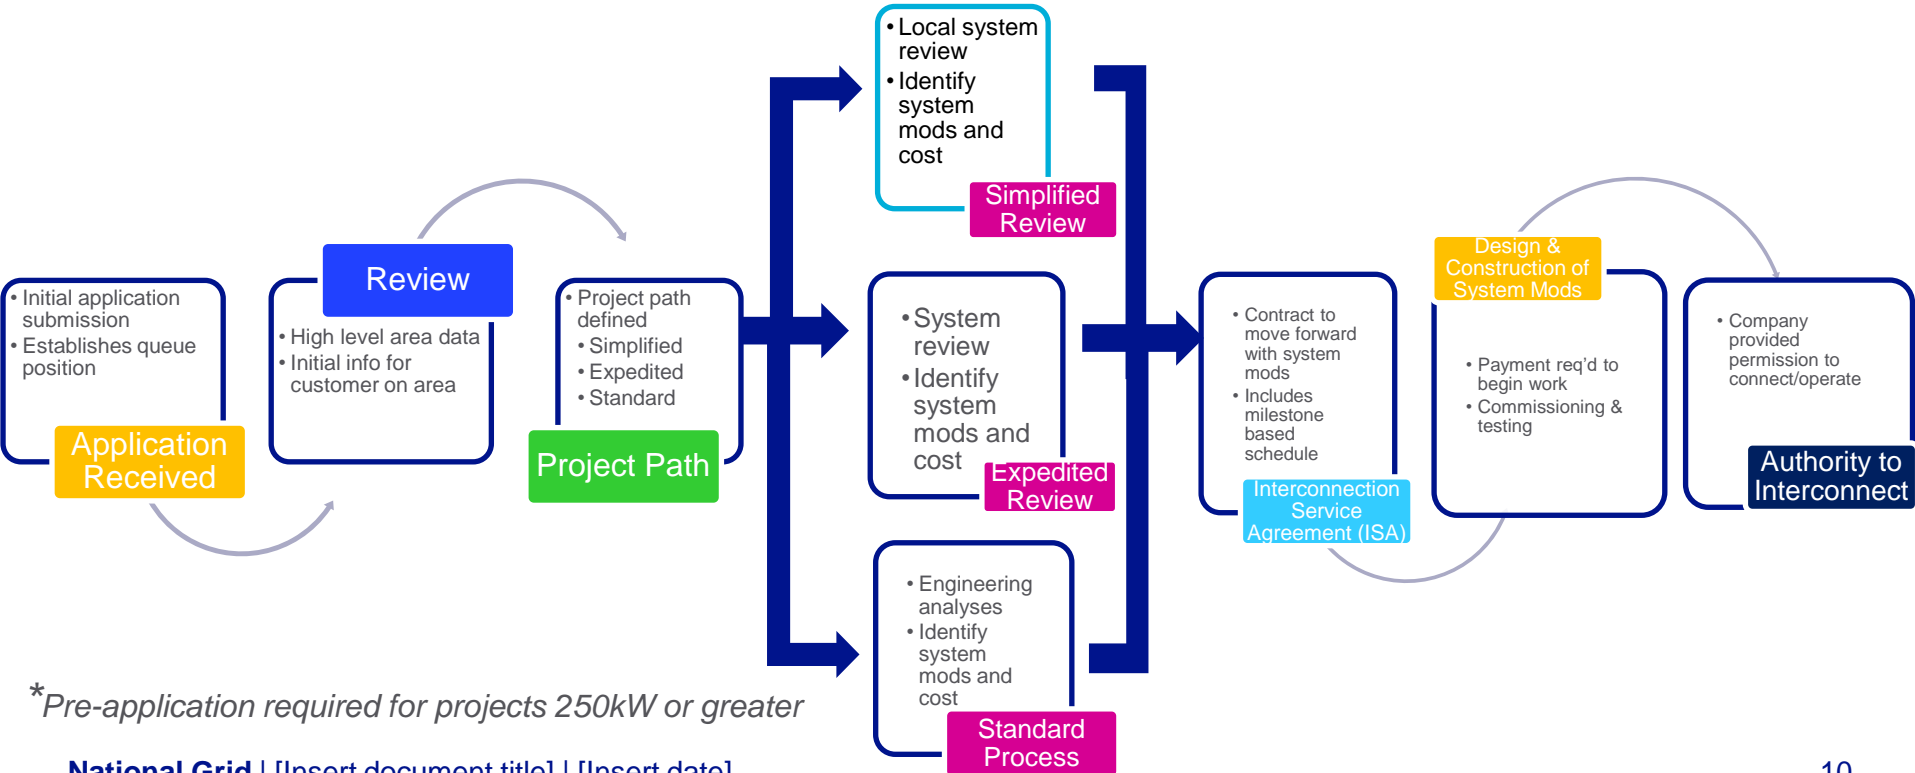 • Initial application
submission
• Establishes queue
position
Application
Received
Review
• High level area data
• Initial info for
customer on area
• Project path
defined
• Simplified
• Expedited
• Standard
Project Path
• Local system
review
• Identify
system
mods and
cost
Simplified
Review
• System
review
• Identify
system
mods and
cost
Expedited
Review
• Engineering
analyses
• Identify
system
mods and
cost
Standard
Process
• Contract to
move forward
with system
mods
• Includes
milestone
based
schedule
Interconnection
Service
Agreement (ISA)
Design &
Construction of
System Mods
• Payment req’d to
begin work
• Commissioning &
testing
• Company
provided
permission to
connect/operate
Authority to
Interconnect
*Pre-application required for projects 250kW or greater
National Grid | [Insert document title] | [Insert date]
10